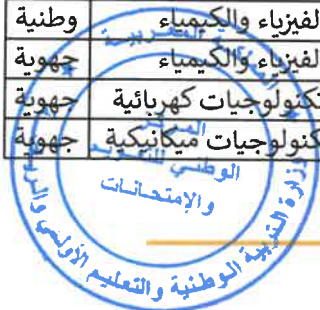 الفيزياء والكيمياء وطنية
الفيزياء والكيمياء جهوية
تكنولوجيات كهربائية جهوية
تكنولوجيات ميكانيكية جهوية
الوطني للتقويم
والإمتحانات
وزارة التربية الوطنية والتعليم الأولي والرياضة